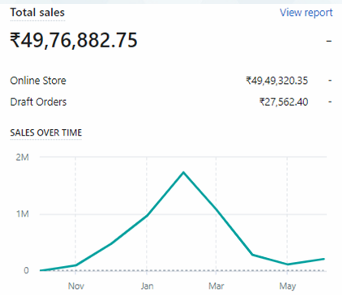 Total sales View report
₹49,76,882.75 -
Online Store ₹49,49,320.35 -
Draft Orders ₹27,562.40 -
SALES OVER TIME
2M
1M
0
Nov Jan Mar May